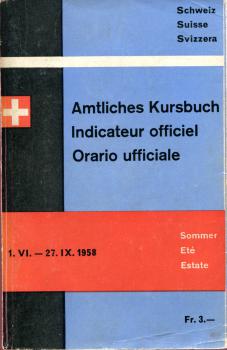 Schweiz
Suisse
Svizzera
Amtliches Kursbuch
Indicateur officiel
Orario ufficiale
Sommer
1. VI. — 27. IX. 1958 Eté
Estate
Fr. 3.—